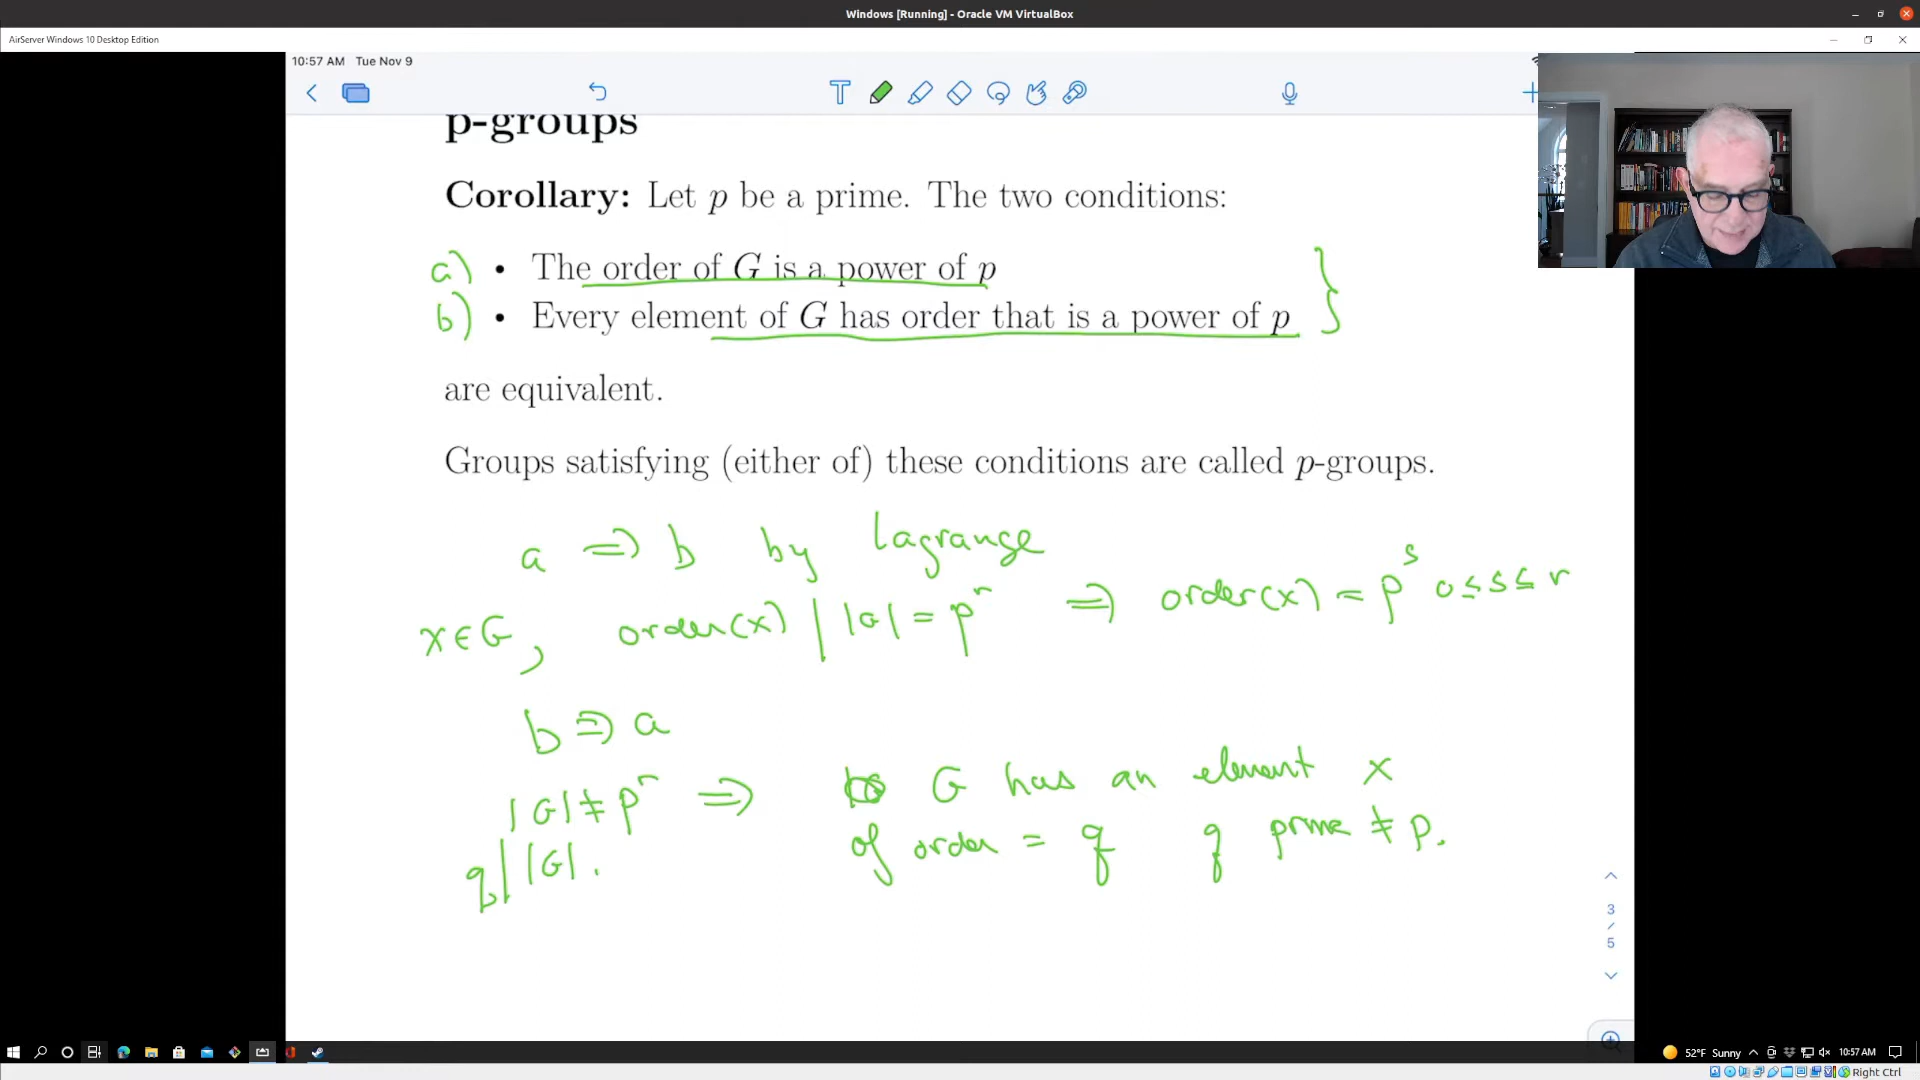 Windows [Running] - Oracle VM VirtualBox
AirServer Windows 10 Desktop Edition
10:57 AM Tue Nov 9
p-groups
Corollary: Let p be a prime. The two conditions:
a) • The order of G is a power of p
b) • Every element of G has order that is a power of p
are equivalent.
Groups satisfying (either of) these conditions are called p-groups.
a ⇒ b by Lagrange
x ∈ G, order(x) | |G| = p^r ⇒ order(x) = p^s 0 ≤ s ≤ r
b ⇒ a
|G| ≠ p^r ⇒ G has an element x
q | |G|. of order = q q prime ≠ p.
3
/
5
52°F Sunny 10:57 AM
Right Ctrl